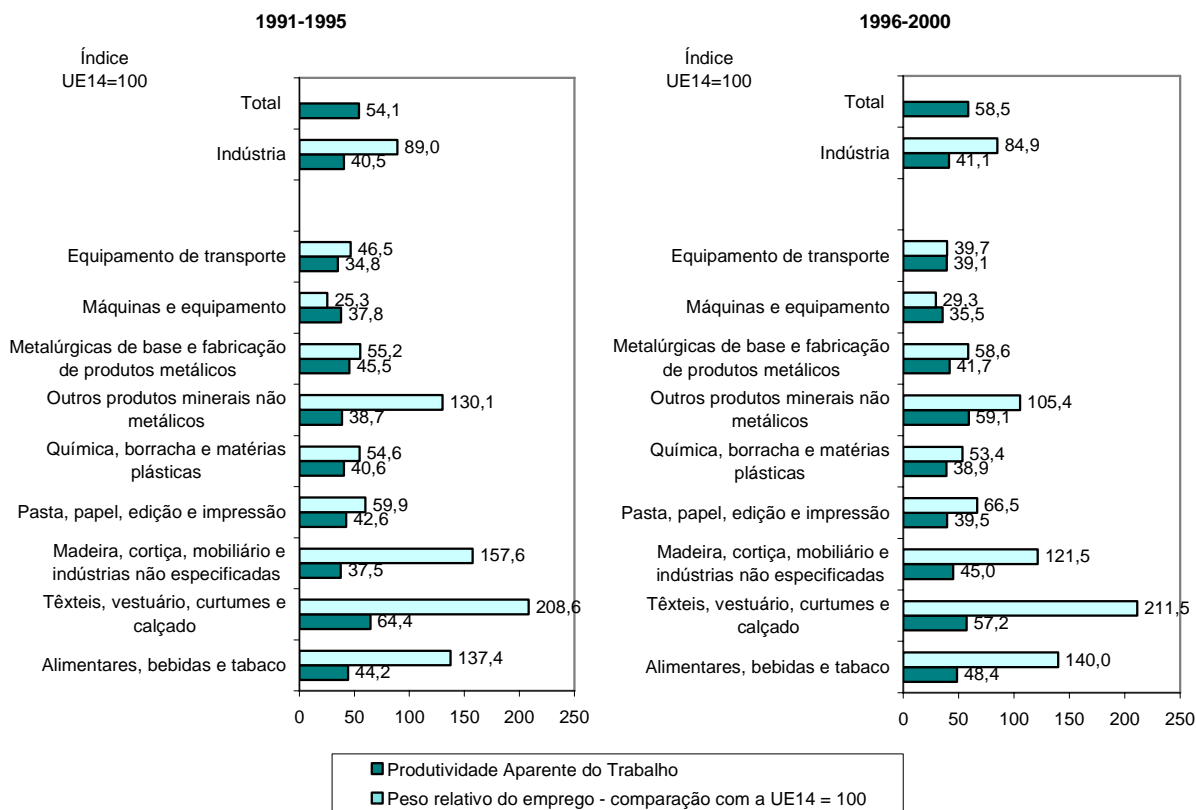 1991-1995
Índice
UE14=100
Total
54,1
Indústria
89,0
40,5
Equipamento de transporte
46,5
34,8
Máquinas e equipamento
25,3
37,8
Metalúrgicas de base e fabricação
de produtos metálicos
55,2
45,5
Outros produtos minerais não
metálicos
130,1
38,7
Química, borracha e matérias
plásticas
54,6
40,6
Pasta, papel, edição e impressão
59,9
42,6
Madeira, cortiça, mobiliário e
indústrias não especificadas
157,6
37,5
Têxteis, vestuário, curtumes e
calçado
208,6
64,4
Alimentares, bebidas e tabaco
137,4
44,2
0 50 100 150 200 250
1996-2000
Índice
UE14=100
Total
58,5
Indústria
84,9
41,1
Equipamento de transporte
39,7
39,1
Máquinas e equipamento
29,3
35,5
Metalúrgicas de base e fabricação
de produtos metálicos
58,6
41,7
Outros produtos minerais não
metálicos
105,4
59,1
Química, borracha e matérias
plásticas
53,4
38,9
Pasta, papel, edição e impressão
66,5
39,5
Madeira, cortiça, mobiliário e
indústrias não especificadas
121,5
45,0
Têxteis, vestuário, curtumes e
calçado
211,5
57,2
Alimentares, bebidas e tabaco
140,0
48,4
0 50 100 150 200 250
Produtividade Aparente do Trabalho
Peso relativo do emprego - comparação com a UE14 = 100